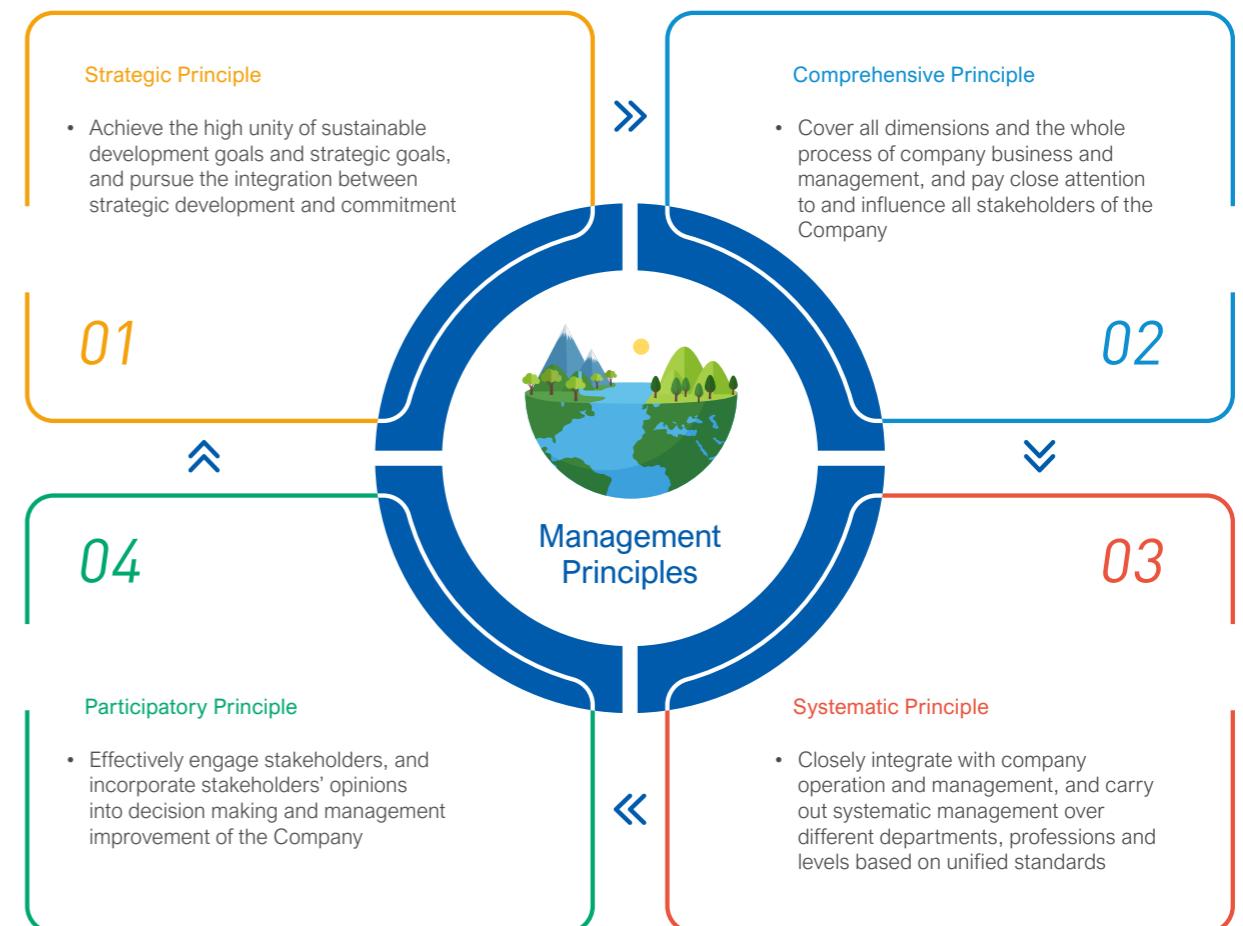 Strategic Principle
• Achieve the high unity of sustainable
development goals and strategic goals,
and pursue the integration between
strategic development and commitment
01
Comprehensive Principle
• Cover all dimensions and the whole
process of company business and
management, and pay close attention
to and influence all stakeholders of the
Company
02
Management
Principles
03
Systematic Principle
• Closely integrate with company
operation and management, and carry
out systematic management over
different departments, professions and
levels based on unified standards
04
Participatory Principle
• Effectively engage stakeholders, and
incorporate stakeholders’ opinions
into decision making and management
improvement of the Company